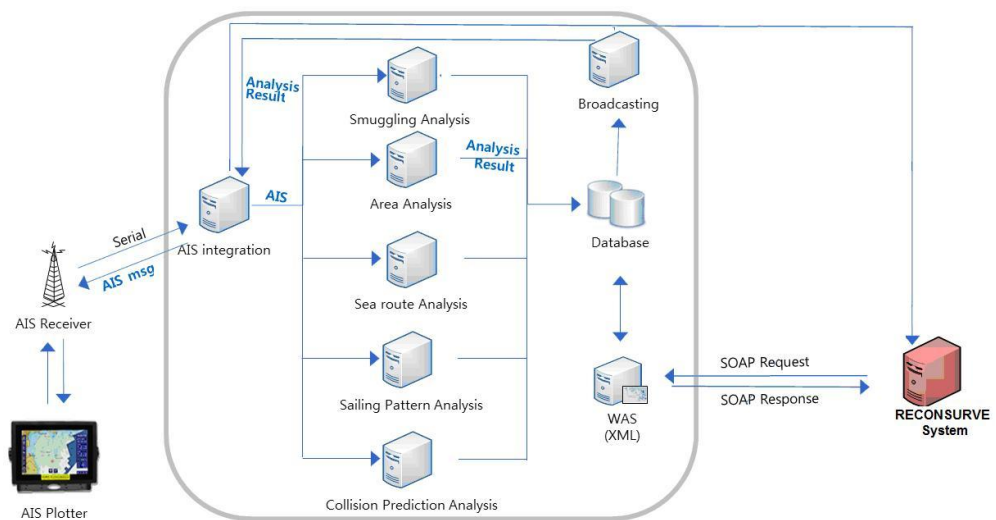 Analysis
Result
Smuggling Analysis
Broadcasting
Analysis
Result
AIS
Area Analysis
Serial
AIS integration
Database
AIS msg
Sea route Analysis
AIS Receiver
SOAP Request
SOAP Response
Sailing Pattern Analysis
WAS
(XML)
RECONSURVE
System
Collision Prediction Analysis
AIS Plotter